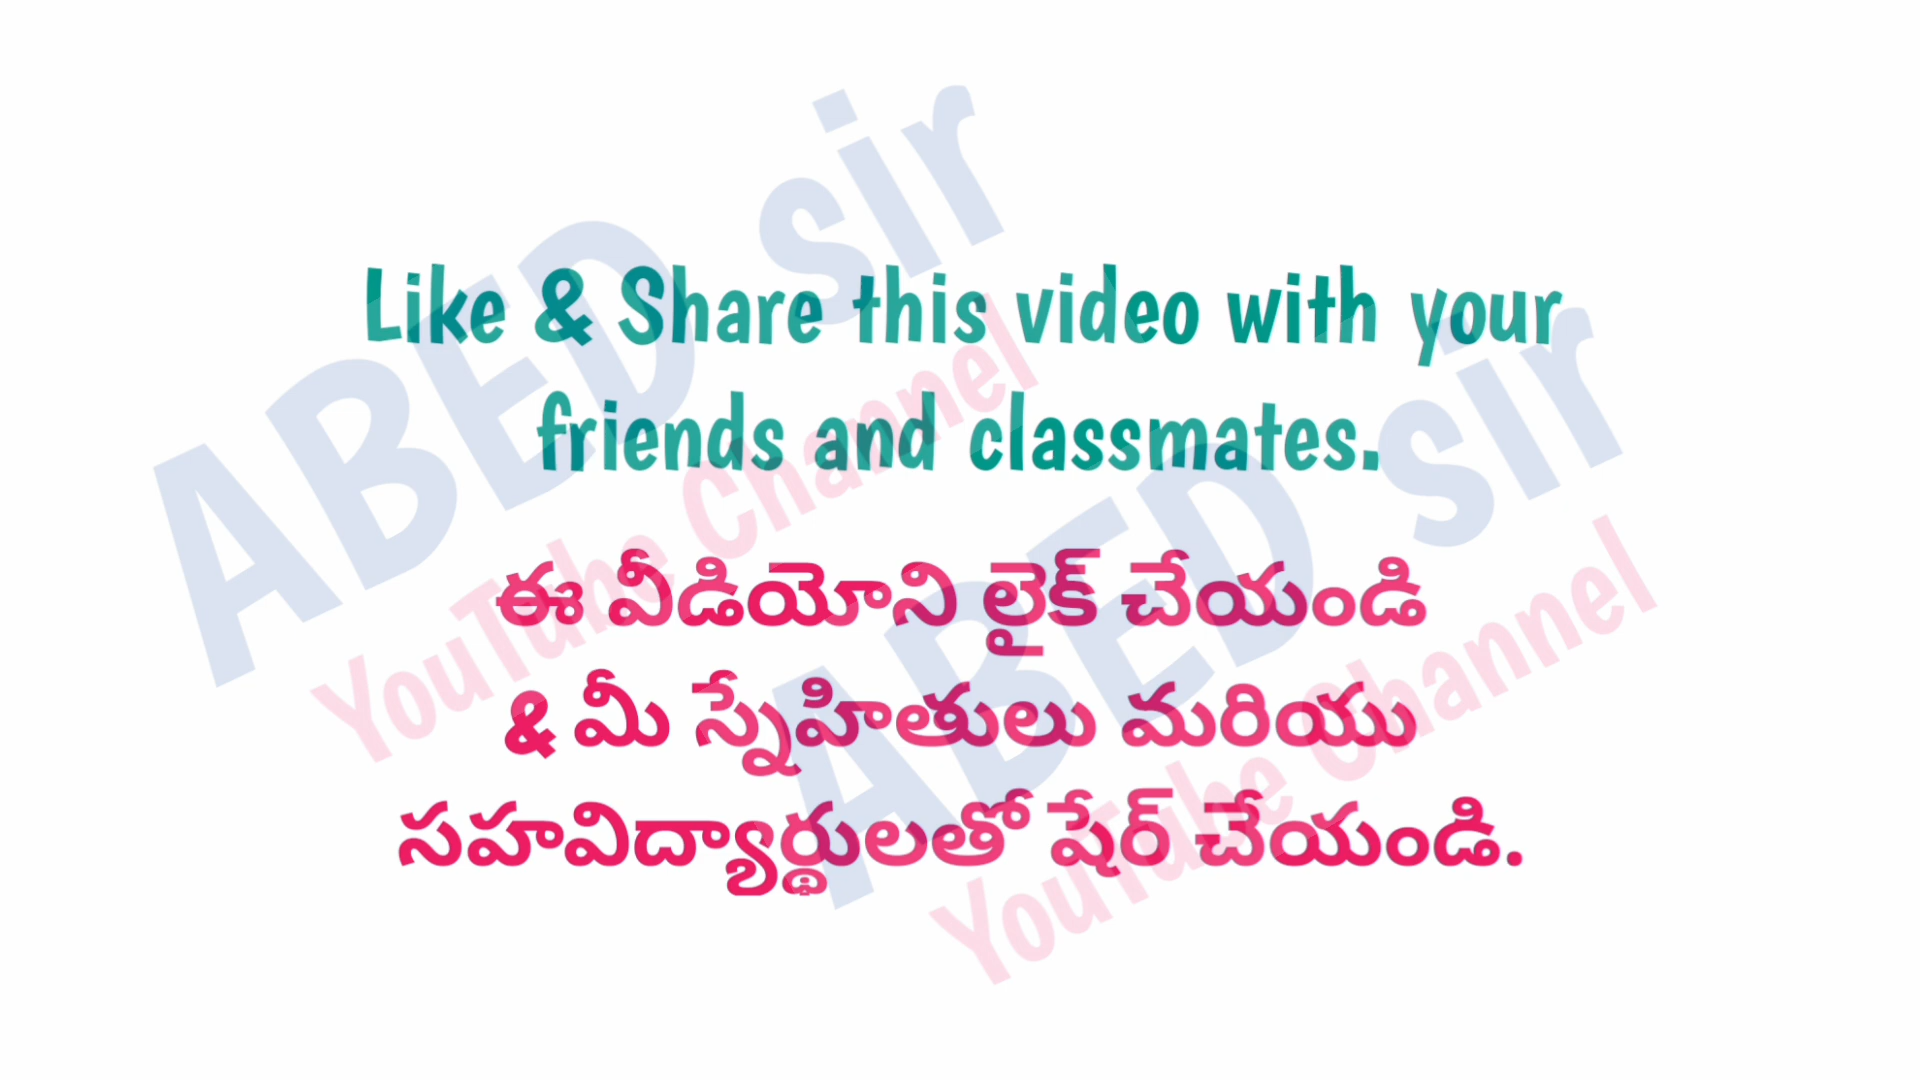 Like & Share this video with your
friends and classmates.
ఈ వీడియోని లైక్ చేయండి
& మీ స్నేహితులు మరియు
సహవిద్యార్థులతో షేర్ చేయండి.
ABED sir
YouTube Channel
ABED sir
YouTube Channel